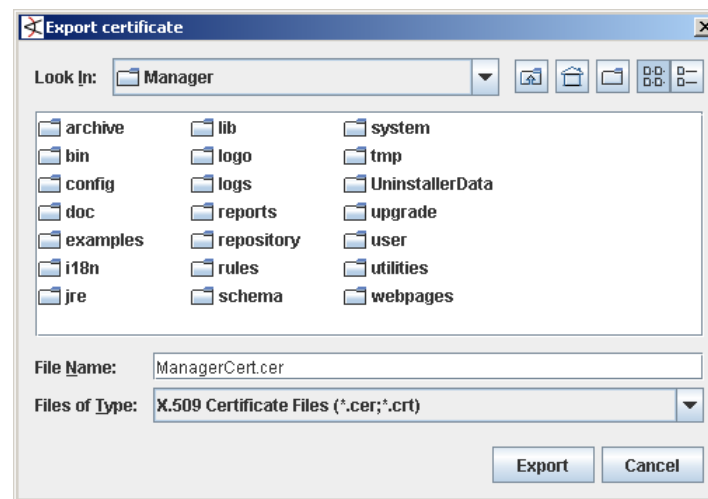 Export certificate
Look In: Manager
archive lib system
bin logo tmp
config logs UninstallerData
doc reports upgrade
examples repository user
i18n rules utilities
jre schema webpages
File Name: ManagerCert.cer
Files of Type: X.509 Certificate Files (*.cer;*.crt)
Export Cancel